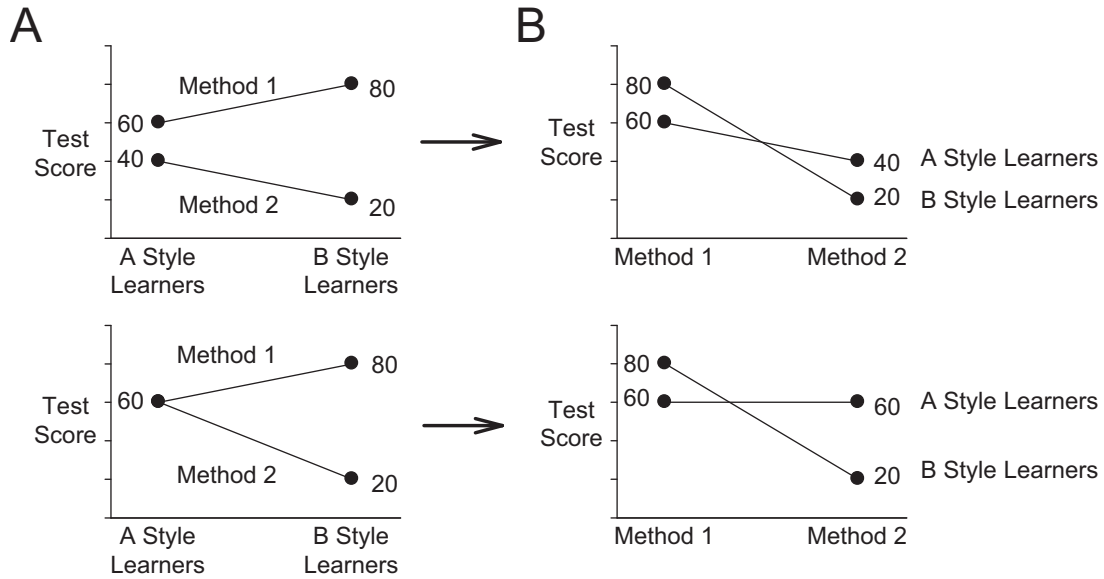 A
Method 1
80
60
Test
Score
40
Method 2
20
A Style
Learners
B Style
Learners
B
80
60
Test
Score
40
A Style Learners
20
B Style Learners
Method 1
Method 2
Method 1
80
60
Test
Score
Method 2
20
A Style
Learners
B Style
Learners
80
60
Test
Score
60
A Style Learners
20
B Style Learners
Method 1
Method 2